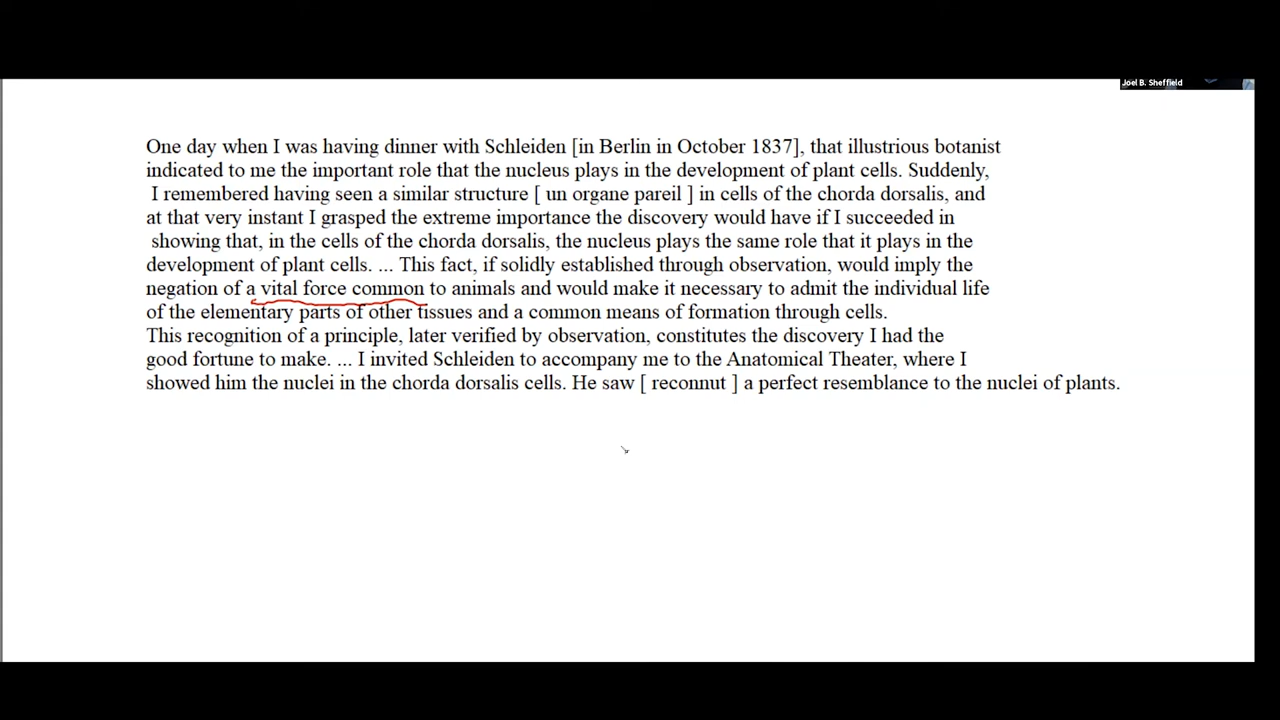 Joel B. Sheffield
One day when I was having dinner with Schleiden [in Berlin in October 1837], that illustrious botanist
indicated to me the important role that the nucleus plays in the development of plant cells. Suddenly,
I remembered having seen a similar structure [ un organe pareil ] in cells of the chorda dorsalis, and
at that very instant I grasped the extreme importance the discovery would have if I succeeded in
showing that, in the cells of the chorda dorsalis, the nucleus plays the same role that it plays in the
development of plant cells. ... This fact, if solidly established through observation, would imply the
negation of a vital force common to animals and would make it necessary to admit the individual life
of the elementary parts of other tissues and a common means of formation through cells.
This recognition of a principle, later verified by observation, constitutes the discovery I had the
good fortune to make. ... I invited Schleiden to accompany me to the Anatomical Theater, where I
showed him the nuclei in the chorda dorsalis cells. He saw [ reconnut ] a perfect resemblance to the nuclei of plants.